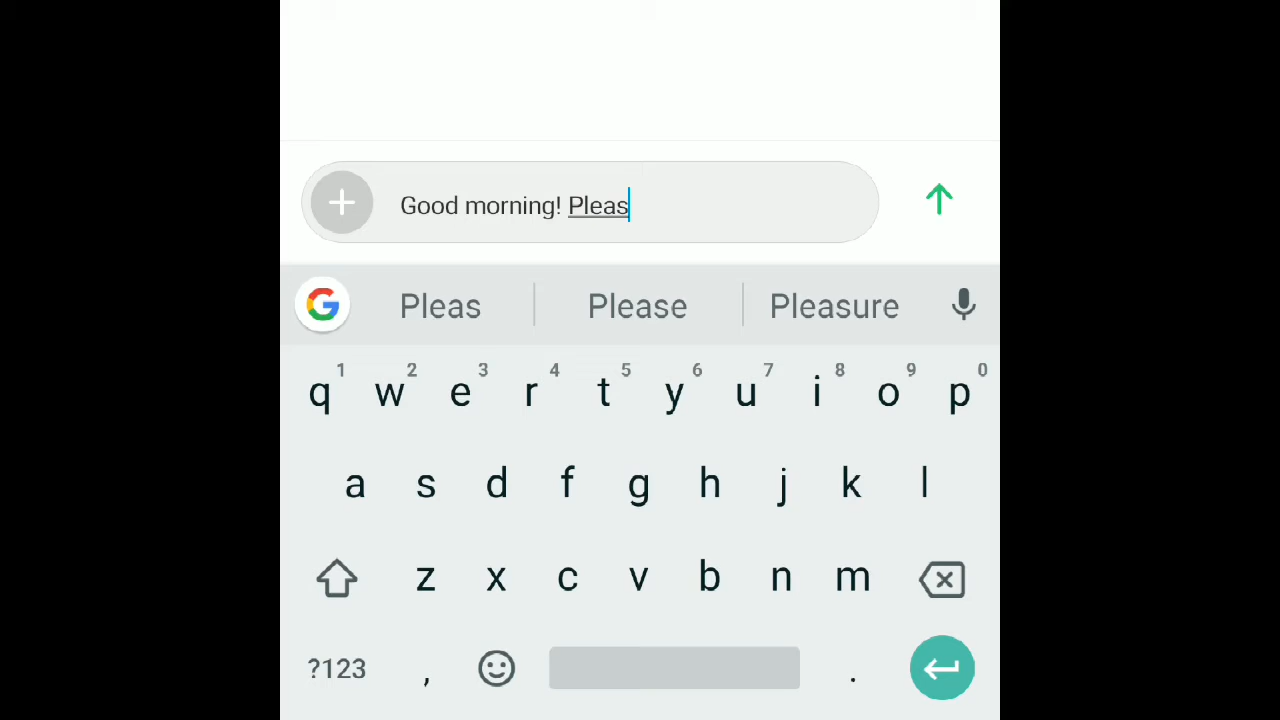 Good morning! Pleas
Pleas Please Pleasure
1 2 3 4 5 6 7 8 9 0
q w e r t y u i o p
a s d f g h j k l
z x c v b n m
?123 , .